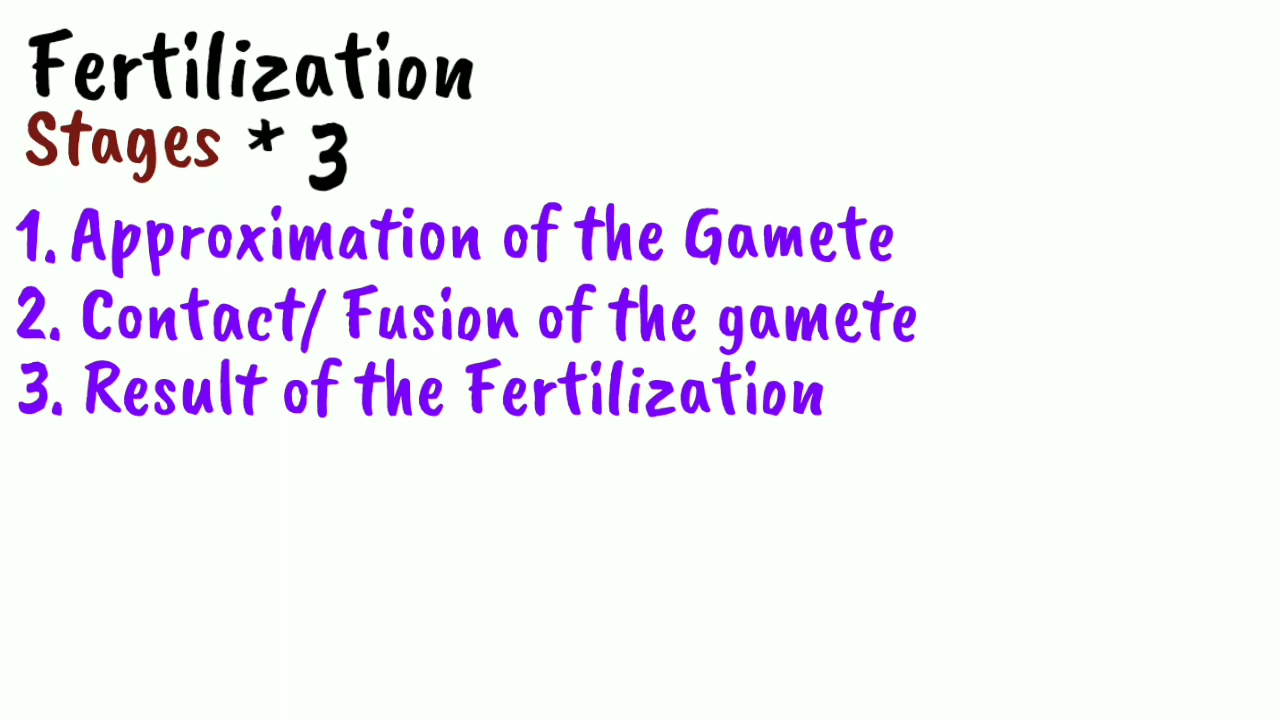 Fertilization
Stages * 3
1. Approximation of the Gamete
2. Contact/ Fusion of the gamete
3. Result of the Fertilization